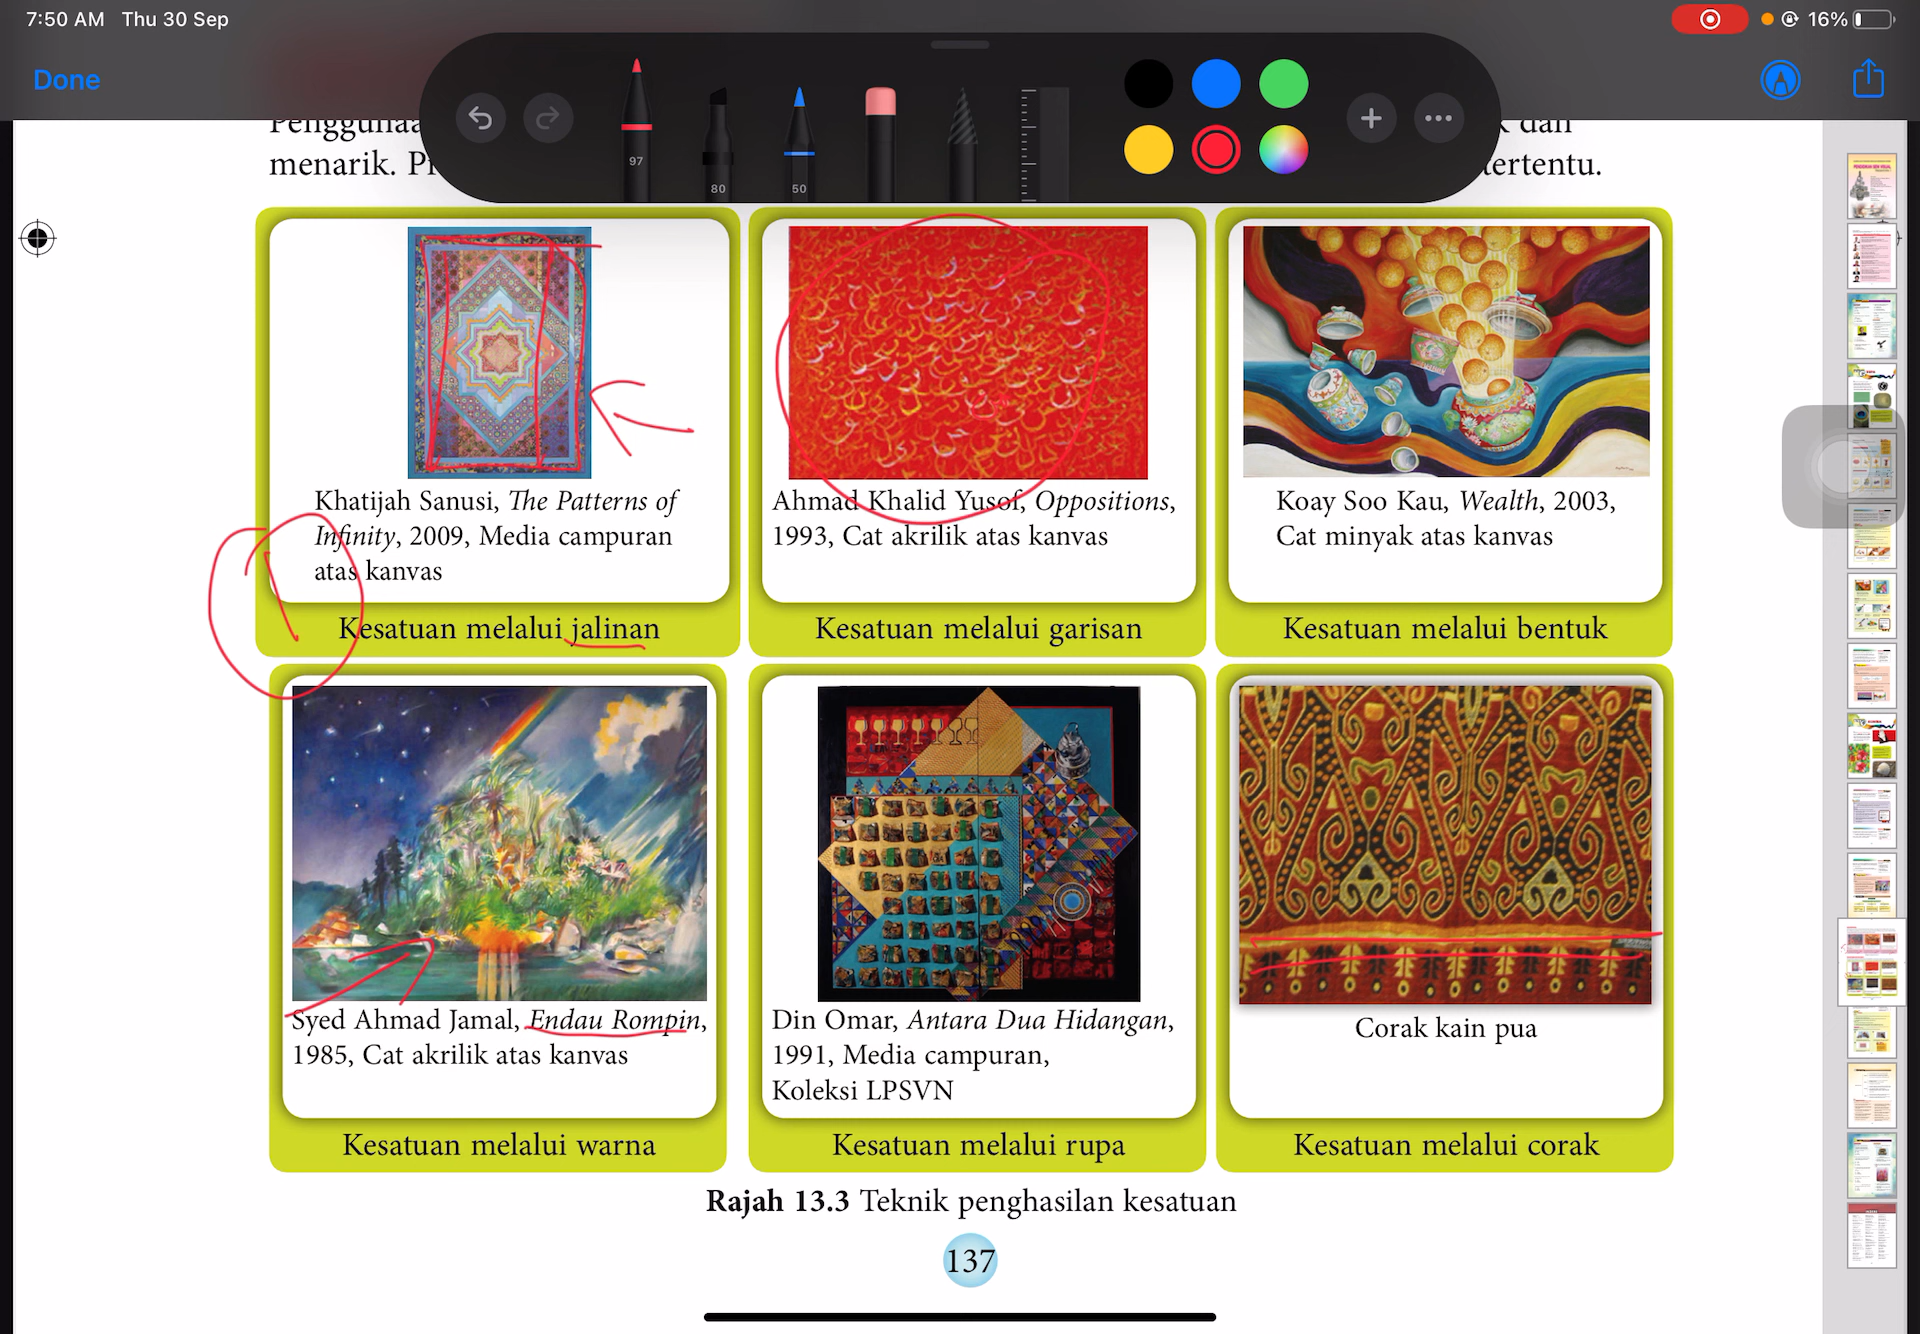 7:50 AM Thu 30 Sep
16%
Done
97
80
50
menarik.
tertentu.
Khatijah Sanusi, The Patterns of
Infinity, 2009, Media campuran
atas kanvas
Kesatuan melalui jalinan
Ahmad Khalid Yusof, Oppositions,
1993, Cat akrilik atas kanvas
Kesatuan melalui garisan
Koay Soo Kau, Wealth, 2003,
Cat minyak atas kanvas
Kesatuan melalui bentuk
Syed Ahmad Jamal, Endau Rompin,
1985, Cat akrilik atas kanvas
Kesatuan melalui warna
Din Omar, Antara Dua Hidangan,
1991, Media campuran,
Koleksi LPSVN
Kesatuan melalui rupa
Corak kain pua
Kesatuan melalui corak
Rajah 13.3 Teknik penghasilan kesatuan
137